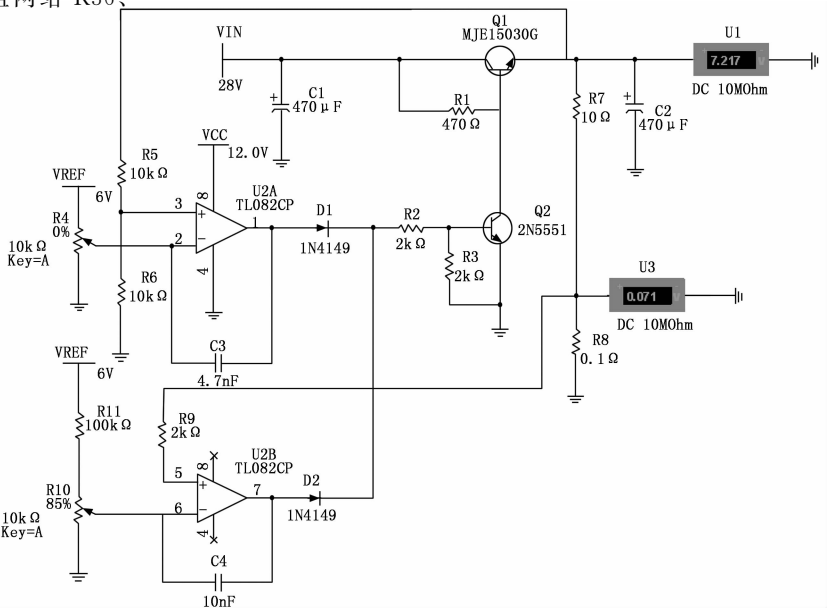 Q1
MJE15030G
VIN
28V
U1
7.217 V
DC 10MOhm
C1
470μF
R1
470Ω
R7
10Ω
C2
470μF
VCC
12.0V
R5
10kΩ
VREF
6V
R4
0%
10kΩ
Key=A
U2A
TL082CP
3
2
8
4
1
D1
1N4149
R2
2kΩ
R3
2kΩ
Q2
2N5551
R6
10kΩ
U3
0.071 V
DC 10MOhm
R8
0.1Ω
C3
4.7nF
VREF
6V
R11
100kΩ
R9
2kΩ
U2B
TL082CP
5
6
8
4
7
D2
1N4149
R10
85%
10kΩ
Key=A
C4
10nF